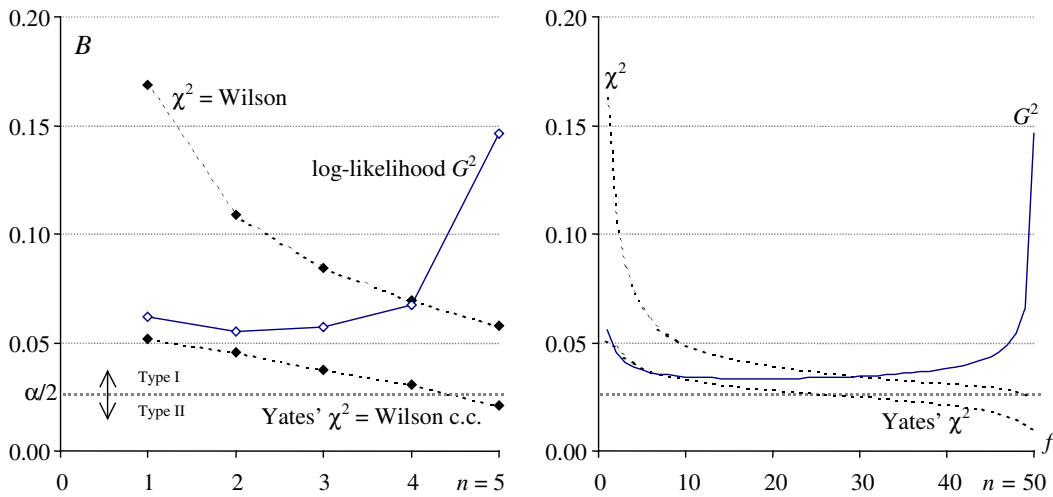 0.20
B
χ² = Wilson
0.15
log-likelihood G²
0.10
0.05
Type I
α/2
Type II
Yates’ χ² = Wilson c.c.
0.00
0 1 2 3 4 n = 5
0.20
χ²
G²
0.15
0.10
0.05
Yates’ χ²
f
0.00
0 10 20 30 40 n = 50